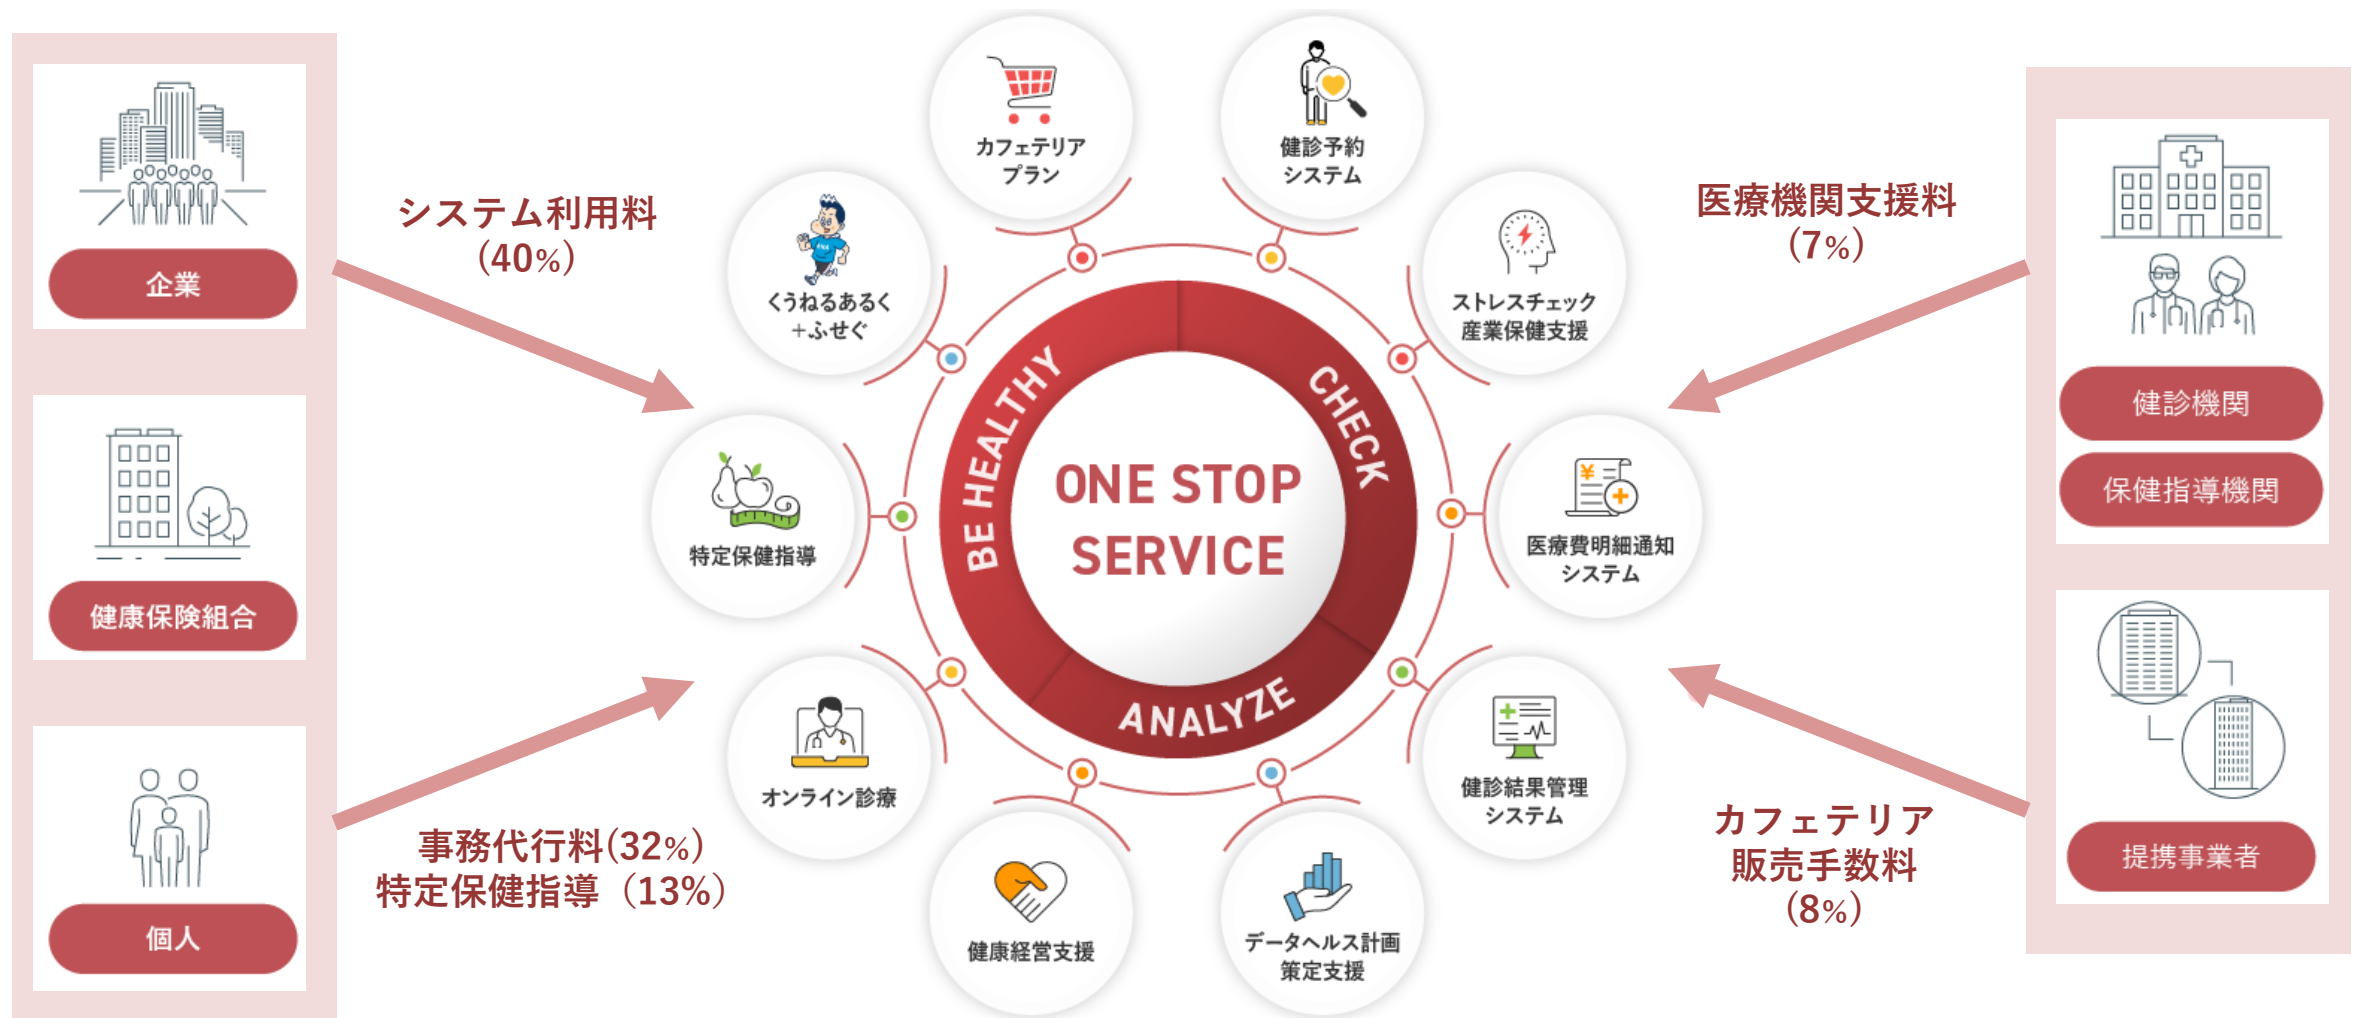 企業
健康保険組合
個人
システム利用料
(40%)
事務代行料(32%)
特定保健指導（13%）
カフェテリア
プラン
健診予約
システム
くうねるあるく
＋ふせぐ
ストレスチェック
産業保健支援
特定保健指導
医療費明細通知
システム
オンライン診療
健診結果管理
システム
健康経営支援
データヘルス計画
策定支援
BE HEALTHY
CHECK
ANALYZE
ONE STOP
SERVICE
医療機関支援料
(7%)
カフェテリア
販売手数料
(8%)
健診機関
保健指導機関
提携事業者